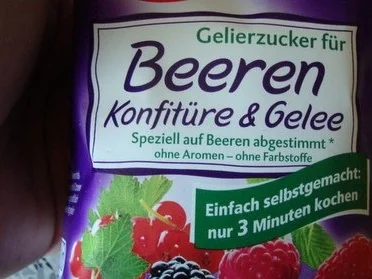 Gelierzucker für
Beeren
Konfitüre & Gelee
Speziell auf Beeren abgestimmt*
ohne Aromen – ohne Farbstoffe
Einfach selbstgemacht:
nur 3 Minuten kochen